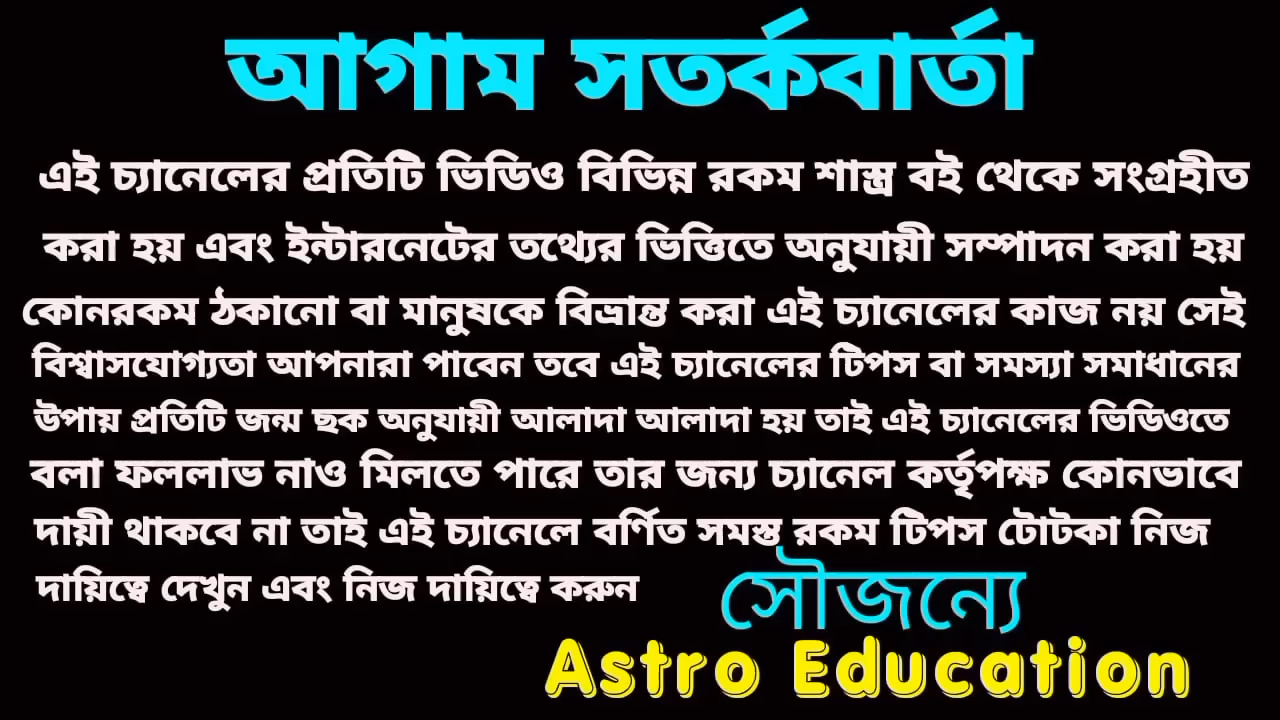 আগাম সতর্কবার্তা
এই চ্যানেলের প্রতিটি ভিডিও বিভিন্ন রকম শাস্ত্র বই থেকে সংগ্রহীত
করা হয় এবং ইন্টারনেটের তথ্যের ভিত্তিতে অনুযায়ী সম্পাদন করা হয়
কোনরকম ঠকানো বা মানুষকে বিভ্রান্ত করা এই চ্যানেলের কাজ নয় সেই
বিশ্বাসযোগ্যতা আপনারা পাবেন তবে এই চ্যানেলের টিপস বা সমস্যা সমাধানের
উপায় প্রতিটি জন্ম ছক অনুযায়ী আলাদা আলাদা হয় তাই এই চ্যানেলের ভিডিওতে
বলা ফললাভ নাও মিলতে পারে তার জন্য চ্যানেল কর্তৃপক্ষ কোনভাবে
দায়ী থাকবে না তাই এই চ্যানেলে বর্ণিত সমস্ত রকম টিপস টোটকা নিজ
দায়িত্বে দেখুন এবং নিজ দায়িত্বে করুন
সৌজন্যে
Astro Education